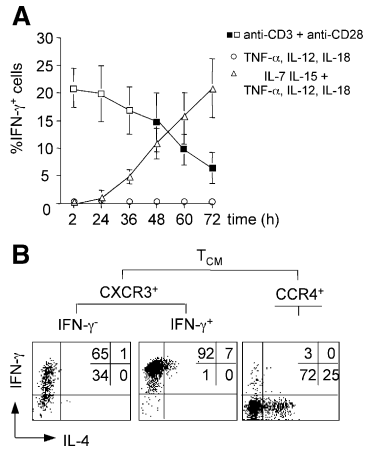 A
■ □ anti-CD3 + anti-CD28
○ TNF-α, IL-12, IL-18
△ IL-7 IL-15 +
TNF-α, IL-12, IL-18
%IFN-γ+ cells
30
25
20
15
10
5
0
2 24 36 48 60 72 time (h)
B
TCM
CXCR3+ CCR4+
IFN-γ- IFN-γ+
65 1
34 0
92 7
1 0
3 0
72 25
IFN-γ
IL-4